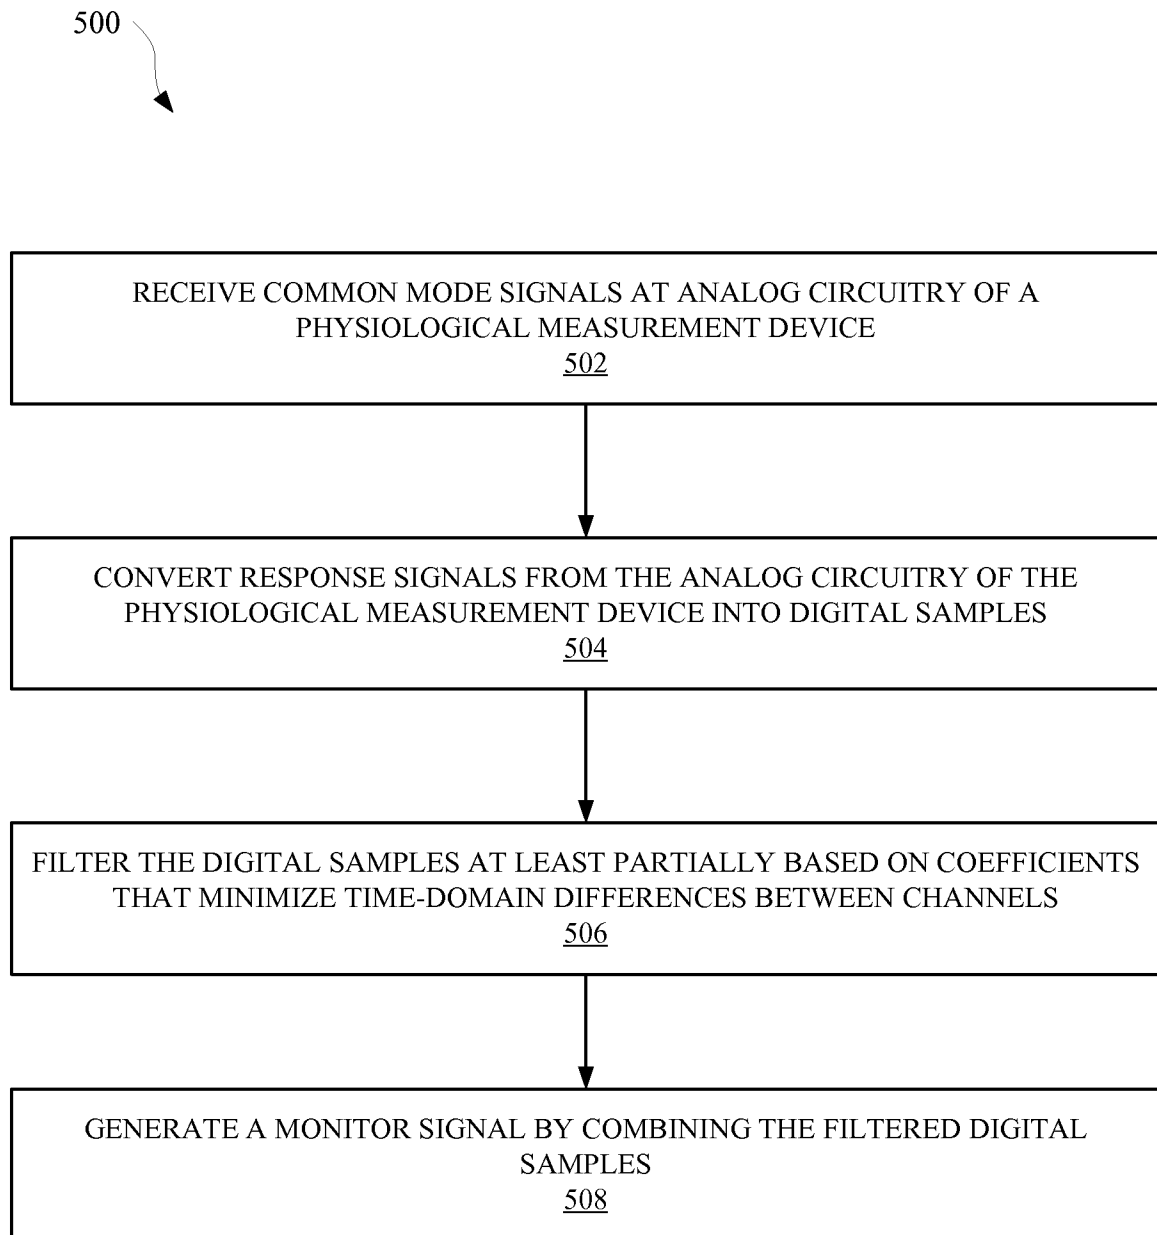 500
RECEIVE COMMON MODE SIGNALS AT ANALOG CIRCUITRY OF A
PHYSIOLOGICAL MEASUREMENT DEVICE
502
CONVERT RESPONSE SIGNALS FROM THE ANALOG CIRCUITRY OF THE
PHYSIOLOGICAL MEASUREMENT DEVICE INTO DIGITAL SAMPLES
504
FILTER THE DIGITAL SAMPLES AT LEAST PARTIALLY BASED ON COEFFICIENTS
THAT MINIMIZE TIME-DOMAIN DIFFERENCES BETWEEN CHANNELS
506
GENERATE A MONITOR SIGNAL BY COMBINING THE FILTERED DIGITAL
SAMPLES
508